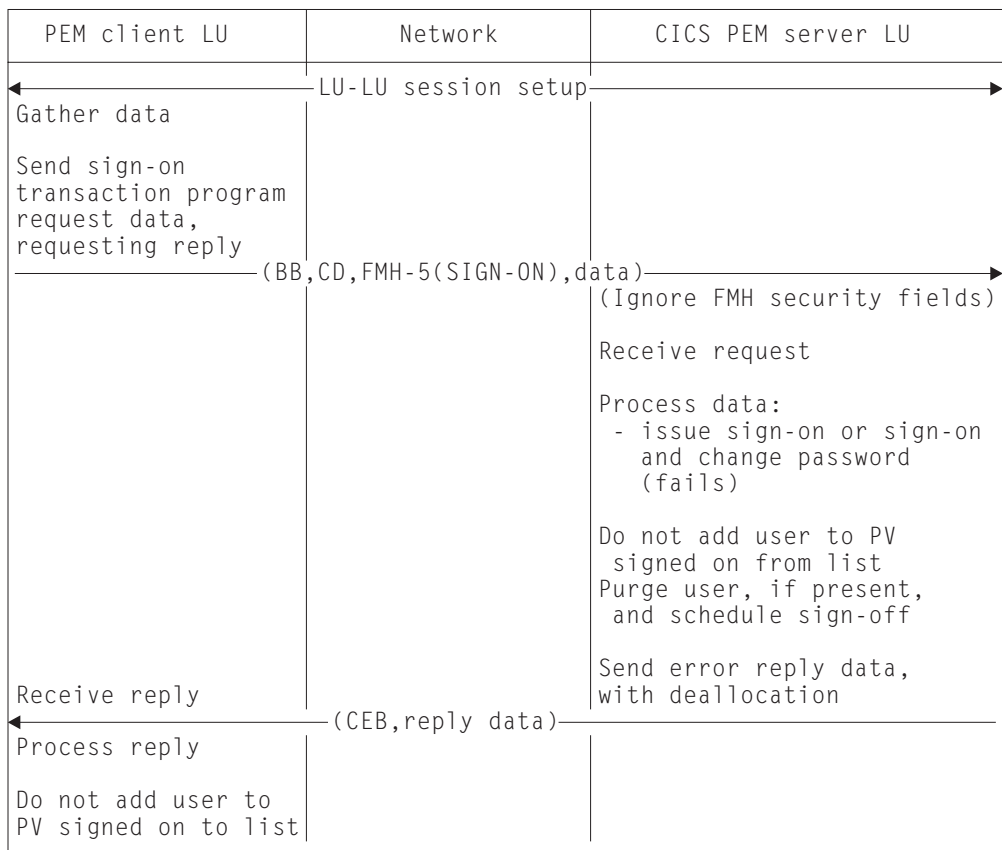 PEM client LU Network CICS PEM server LU
LU-LU session setup
Gather data
Send sign-on
transaction program
request data,
requesting reply
(BB,CD,FMH-5(SIGN-ON),data)
(Ignore FMH security fields)
Receive request
Process data:
- issue sign-on or sign-on
and change password
(fails)
Do not add user to PV
signed on from list
Purge user, if present,
and schedule sign-off
Send error reply data,
with deallocation
Receive reply
(CEB,reply data)
Process reply
Do not add user to
PV signed on to list